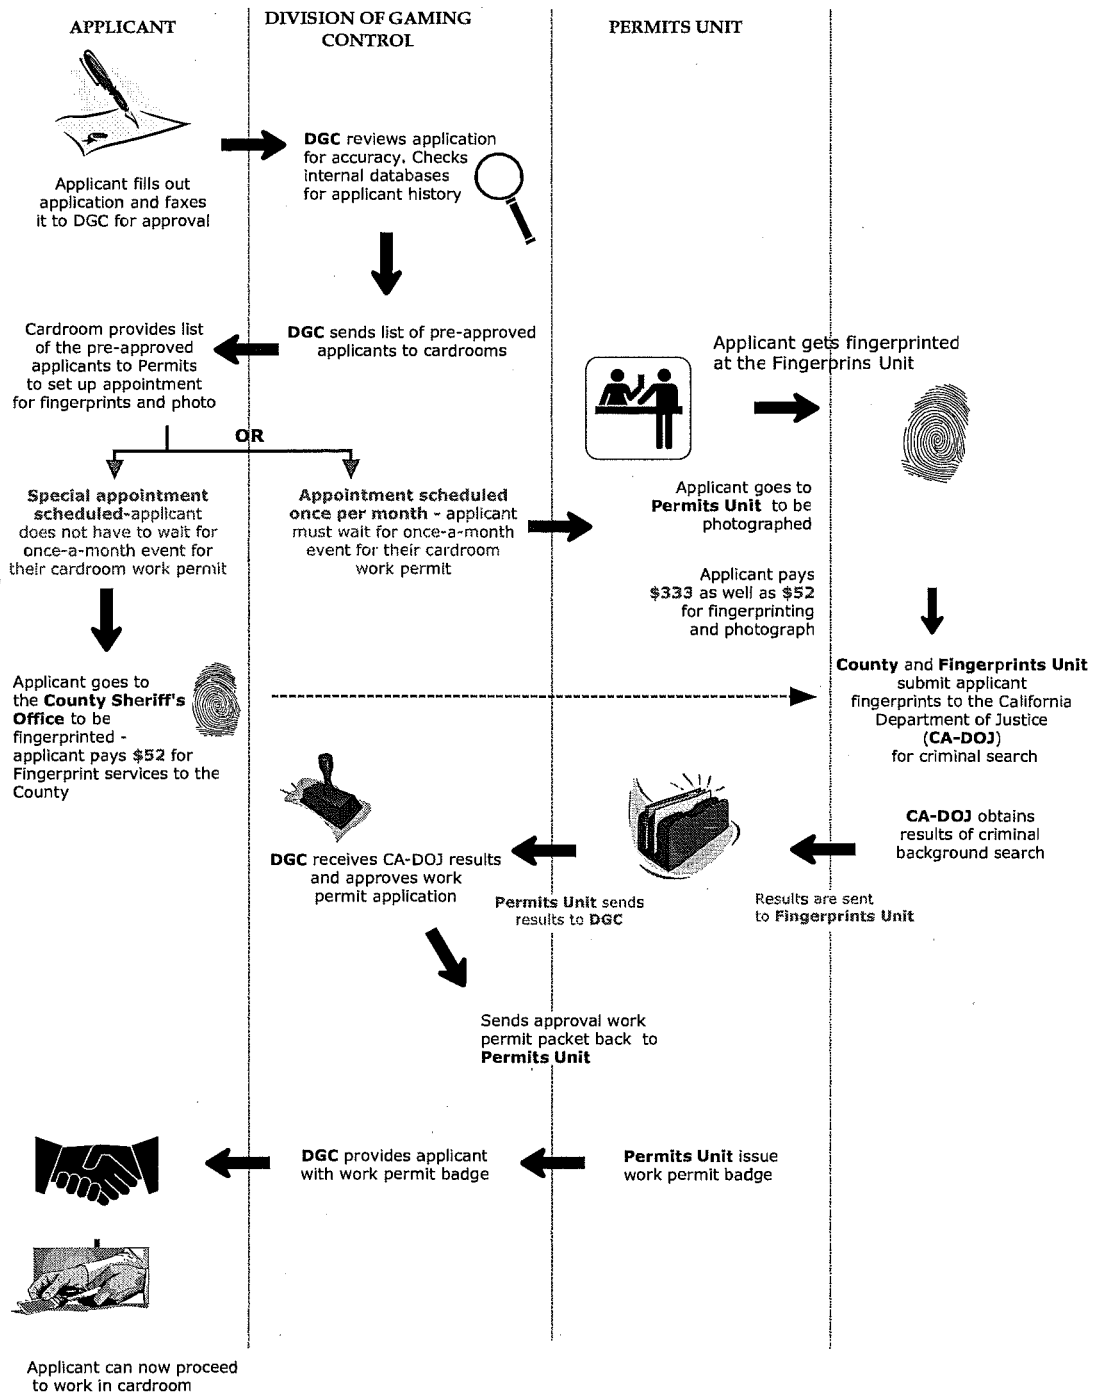 APPLICANT
DIVISION OF GAMING
CONTROL
PERMITS UNIT
Applicant fills out
application and faxes
it to DGC for approval
DGC reviews application
for accuracy. Checks
internal databases
for applicant history
DGC sends list of pre-approved
applicants to cardrooms
Cardroom provides list
of the pre-approved
applicants to Permits
to set up appointment
for fingerprints and photo
OR
Special appointment
scheduled-applicant
does not have to wait for
once-a-month event for
their cardroom work permit
Appointment scheduled
once per month - applicant
must wait for once-a-month
event for their cardroom
work permit
Applicant gets fingerprinted
at the Fingerprins Unit
Applicant goes to
Permits Unit to be
photographed
Applicant pays
$333 as well as $52
for fingerprinting
and photograph
Applicant goes to
the County Sheriff's
Office to be
fingerprinted -
applicant pays $52 for
Fingerprint services to the
County
County and Fingerprints Unit
submit applicant
fingerprints to the California
Department of Justice
(CA-DOJ)
for criminal search
CA-DOJ obtains
results of criminal
background search
Results are sent
to Fingerprints Unit
Permits Unit sends
results to DGC
DGC receives CA-DOJ results
and approves work
permit application
Sends approval work
permit packet back to
Permits Unit
Permits Unit issue
work permit badge
DGC provides applicant
with work permit badge
Applicant can now proceed
to work in cardroom